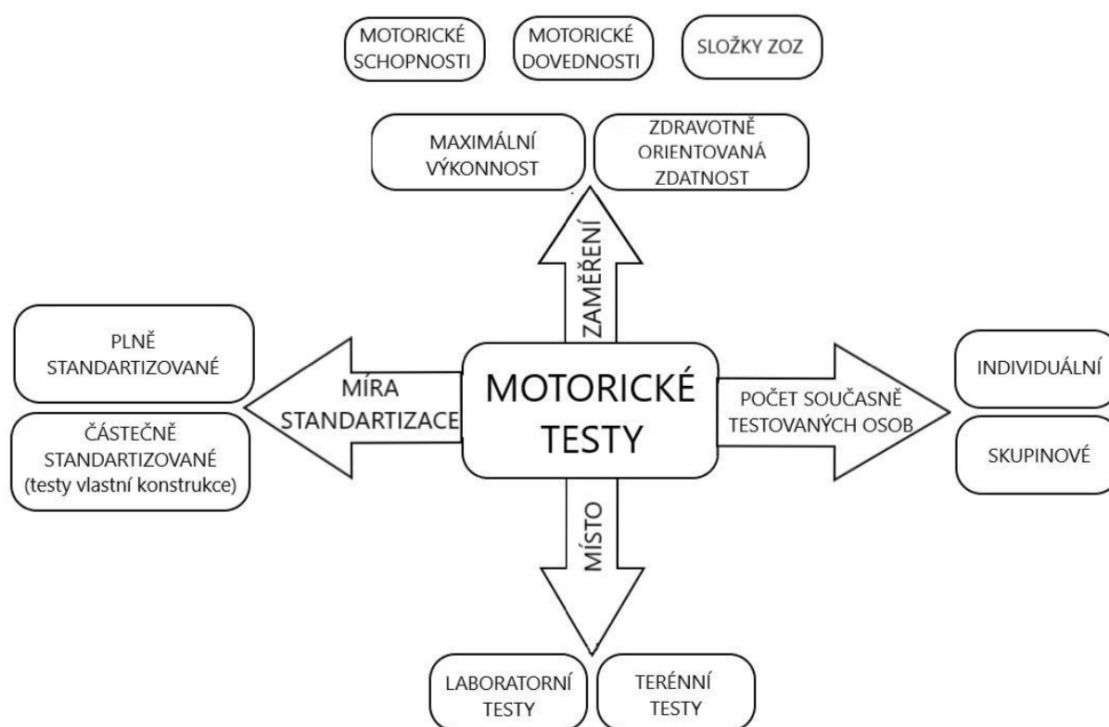 MOTORICKÉ
SCHOPNOSTI
MOTORICKÉ
DOVEDNOSTI
SLOŽKY ZOZ
MAXIMÁLNÍ
VÝKONNOST
ZDRAVOTNĚ
ORIENTOVANÁ
ZDATNOST
ZAMĚŘENÍ
PLNĚ
STANDARTIZOVANÉ
ČÁSTEČNĚ
STANDARTIZOVANÉ
(testy vlastní konstrukce)
MÍRA
STANDARTIZACE
MOTORICKÉ
TESTY
POČET SOUČASNĚ
TESTOVANÝCH OSOB
INDIVIDUÁLNÍ
SKUPINOVÉ
MÍSTO
LABORATORNÍ
TESTY
TERÉNNÍ
TESTY